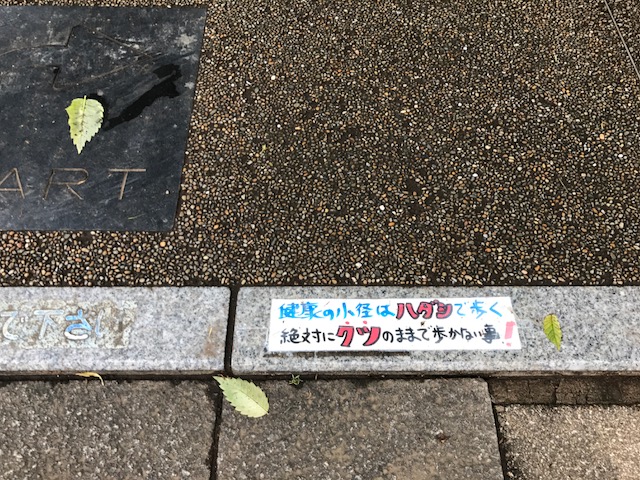 ART
て下さい
健康の小径はハダシで歩く
絶対にクツのままで歩かない事!